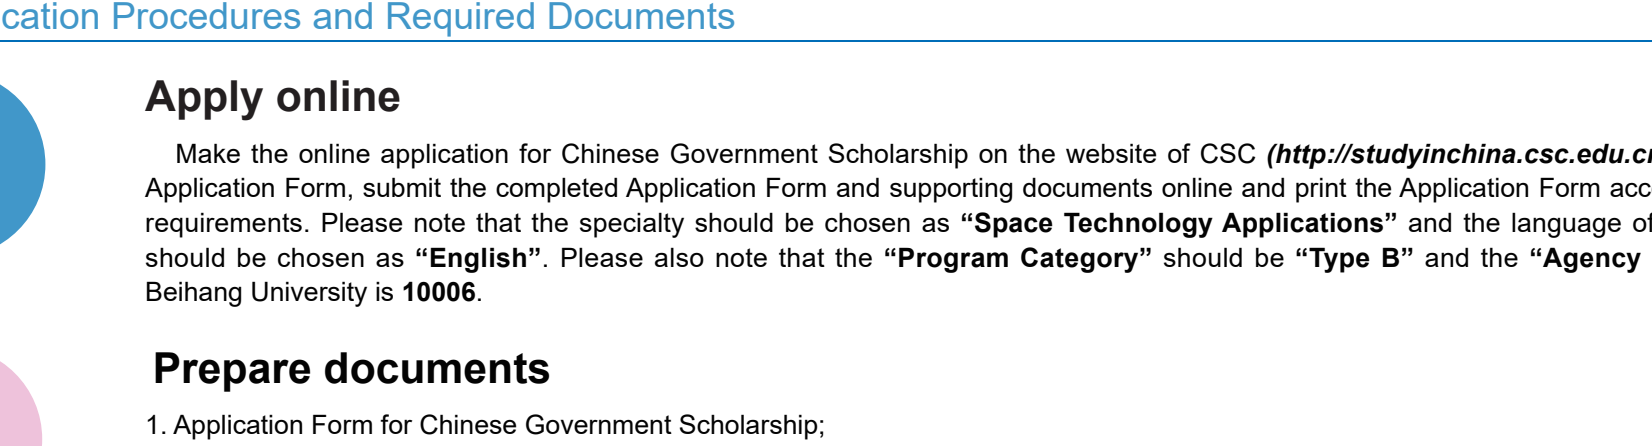 cation Procedures and Required Documents
Apply online
Make the online application for Chinese Government Scholarship on the website of CSC (http://studyinchina.csc.edu.cn
Application Form, submit the completed Application Form and supporting documents online and print the Application Form acc
requirements. Please note that the specialty should be chosen as “Space Technology Applications” and the language of
should be chosen as “English”. Please also note that the “Program Category” should be “Type B” and the “Agency
Beihang University is 10006.
Prepare documents
1. Application Form for Chinese Government Scholarship;